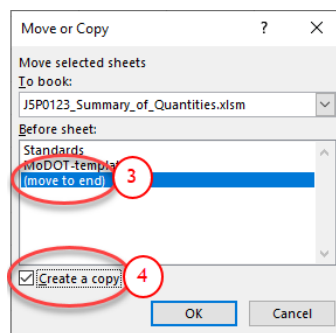 Move or Copy ? ×
Move selected sheets
To book:
J5P0123_Summary_of_Quantities.xlsm
Before sheet:
Standards
MoDOT-templat
(move to end)
3
Create a copy
4
OK Cancel